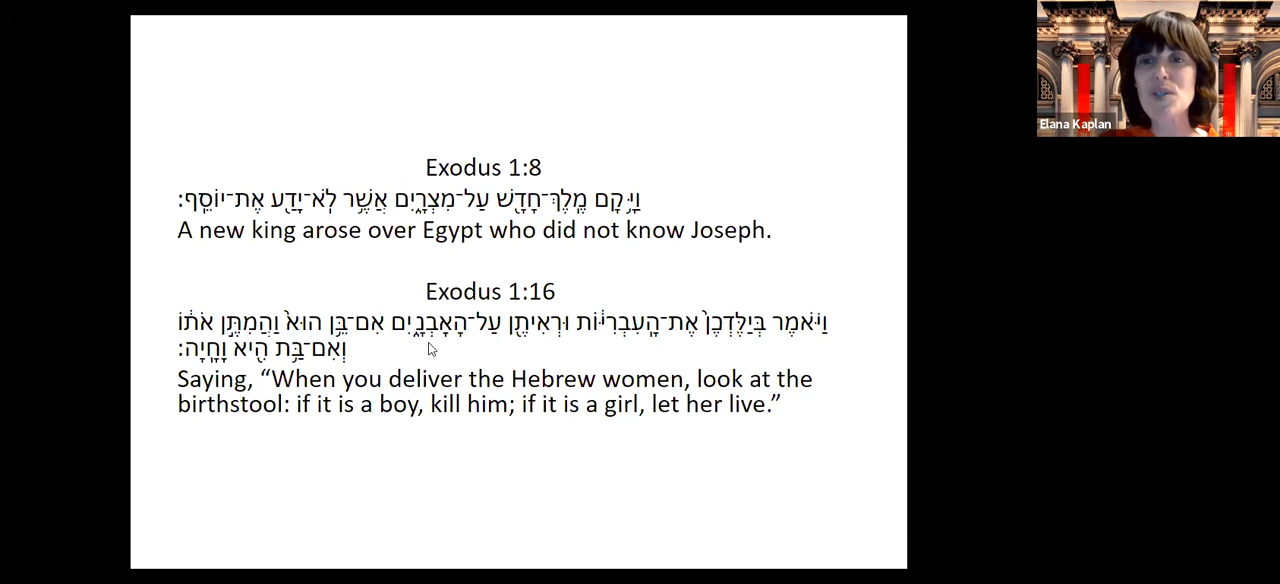 Exodus 1:8
וַיָּ֥קׇם מֶֽלֶךְ־חָדָ֖שׁ עַל־מִצְרָ֑יִם אֲשֶׁ֥ר לֹֽא־יָדַ֖ע אֶת־יוֹסֵֽף׃
A new king arose over Egypt who did not know Joseph.
Exodus 1:16
וַיֹּ֗אמֶר בְּיַלֶּדְכֶן֙ אֶת־הָֽעִבְרִיּ֔וֹת וּרְאִיתֶ֖ן עַל־הָאׇבְנָ֑יִם אִם־בֵּ֥ן הוּא֙ וַהֲמִתֶּ֣ן אֹת֔וֹ
וְאִם־בַּ֥ת הִ֖יא וָחָֽיָה׃
Saying, “When you deliver the Hebrew women, look at the
birthstool: if it is a boy, kill him; if it is a girl, let her live.”
Elana Kaplan